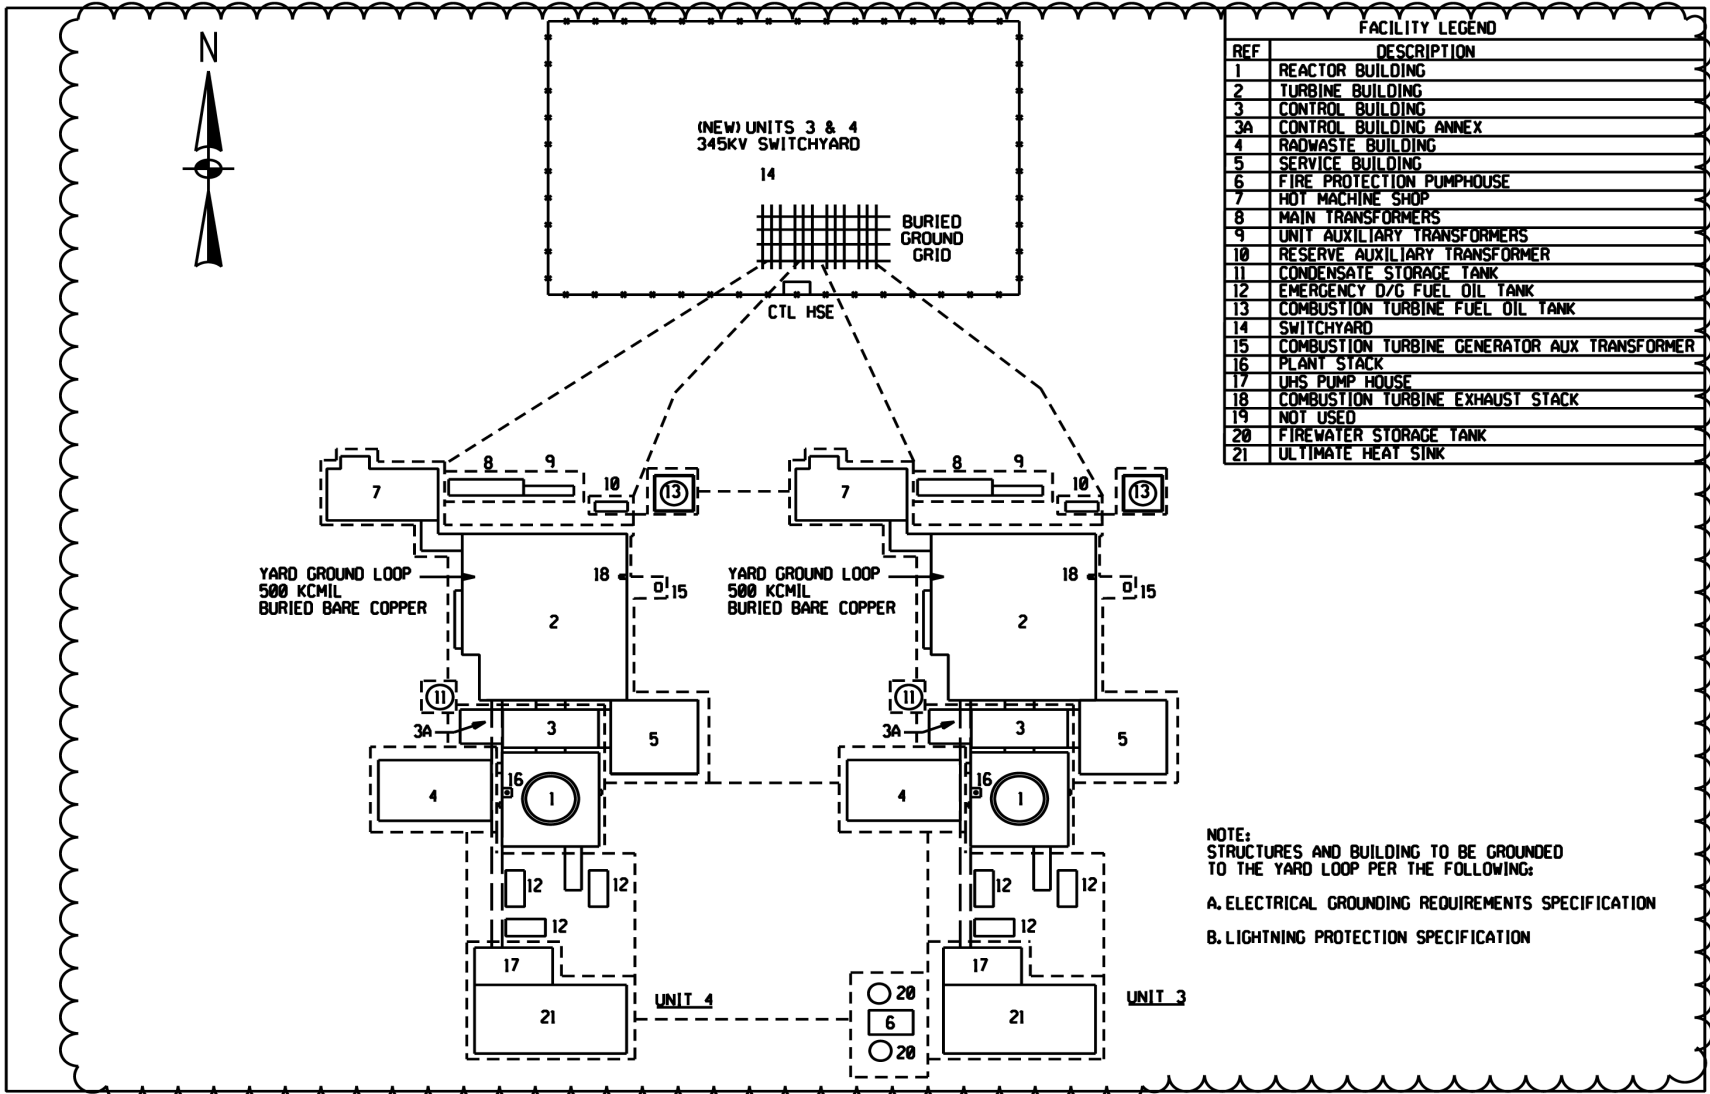 N
(NEW) UNITS 3 & 4
345KV SWITCHYARD
14
BURIED
GROUND
GRID
CTL HSE
FACILITY LEGEND
REF DESCRIPTION
1 REACTOR BUILDING
2 TURBINE BUILDING
3 CONTROL BUILDING
3A CONTROL BUILDING ANNEX
4 RADWASTE BUILDING
5 SERVICE BUILDING
6 FIRE PROTECTION PUMPHOUSE
7 HOT MACHINE SHOP
8 MAIN TRANSFORMERS
9 UNIT AUXILIARY TRANSFORMERS
10 RESERVE AUXILIARY TRANSFORMER
11 CONDENSATE STORAGE TANK
12 EMERGENCY D/G FUEL OIL TANK
13 COMBUSTION TURBINE FUEL OIL TANK
14 SWITCHYARD
15 COMBUSTION TURBINE GENERATOR AUX TRANSFORMER
16 PLANT STACK
17 UHS PUMP HOUSE
18 COMBUSTION TURBINE EXHAUST STACK
19 NOT USED
20 FIREWATER STORAGE TANK
21 ULTIMATE HEAT SINK
8 9
10
7 13
YARD GROUND LOOP
500 KCMIL
BURIED BARE COPPER
18
15
2
11
3A
3
5
16
4
1
12 12
12
17
21
UNIT 4
8 9
10
7 13
YARD GROUND LOOP
500 KCMIL
BURIED BARE COPPER
18
15
2
11
3A
3
5
16
4
1
12 12
12
17
21
UNIT 3
20
6
20
NOTE:
STRUCTURES AND BUILDING TO BE GROUNDED
TO THE YARD LOOP PER THE FOLLOWING:
A. ELECTRICAL GROUNDING REQUIREMENTS SPECIFICATION
B. LIGHTNING PROTECTION SPECIFICATION